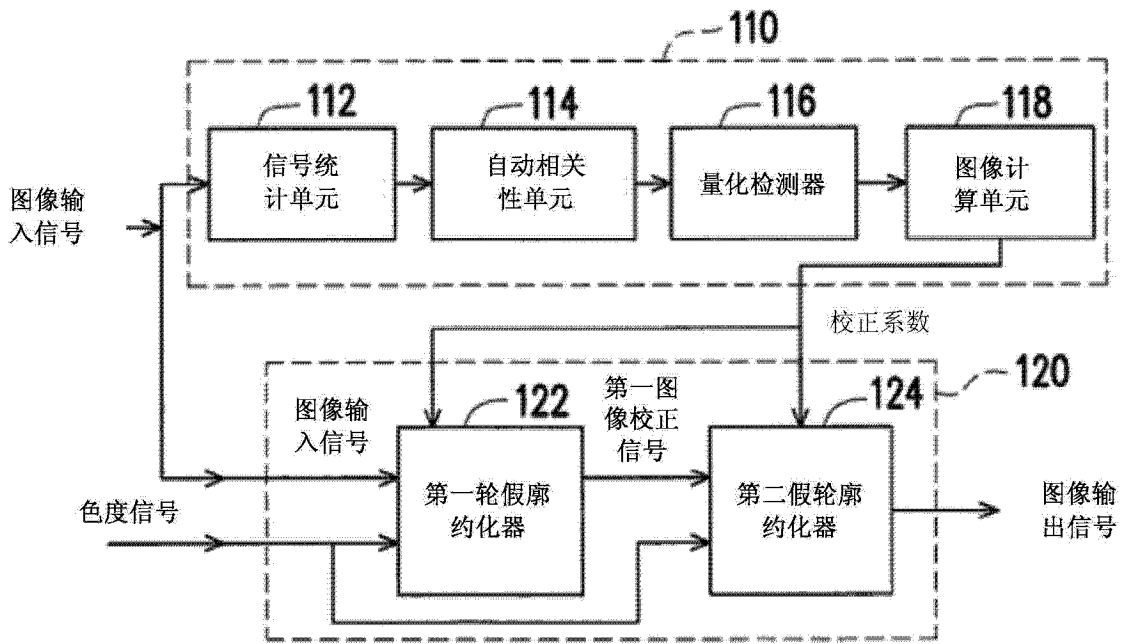 110
112
114
116
118
信号统
计单元
自动相关
性单元
量化检测器
图像计
算单元
图像输
入信号
校正系数
120
图像输
入信号
122
第一图
像校正
信号
124
色度信号
第一轮假廓
约化器
第二假轮廓
约化器
图像输
出信号